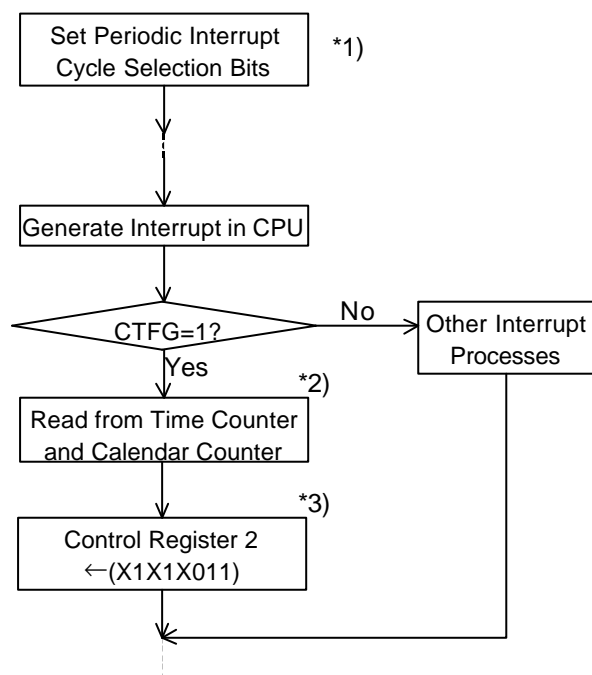 Set Periodic Interrupt
Cycle Selection Bits
*1)
Generate Interrupt in CPU
CTFG=1?
No
Other Interrupt
Processes
Yes
*2)
Read from Time Counter
and Calendar Counter
*3)
Control Register 2
←(X1X1X011)